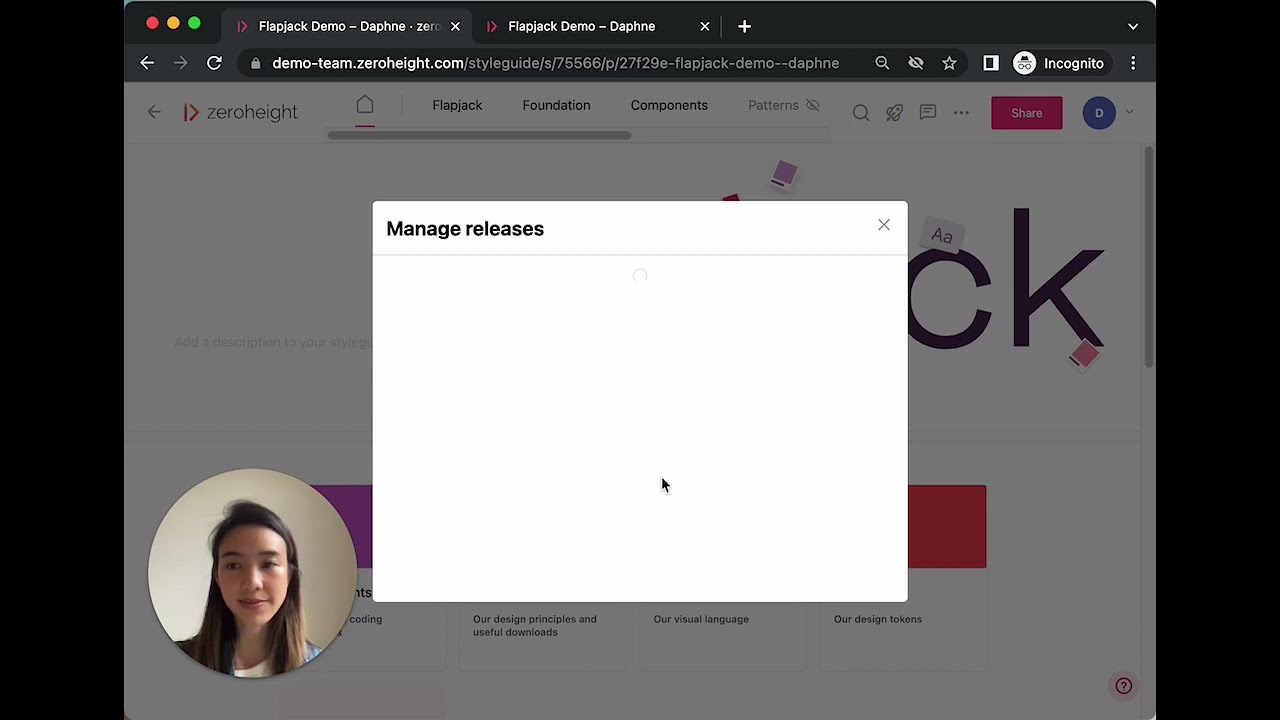 Flapjack Demo – Daphne · zero
Flapjack Demo – Daphne
demo-team.zeroheight.com/styleguide/s/75566/p/27f29e-flapjack-demo--daphne
Incognito
zeroheight
Flapjack
Foundation
Components
Patterns
Share
D
Manage releases
Aa
ck
Add a description to your stylegu
nts
coding
Our design principles and
useful downloads
Our visual language
Our design tokens